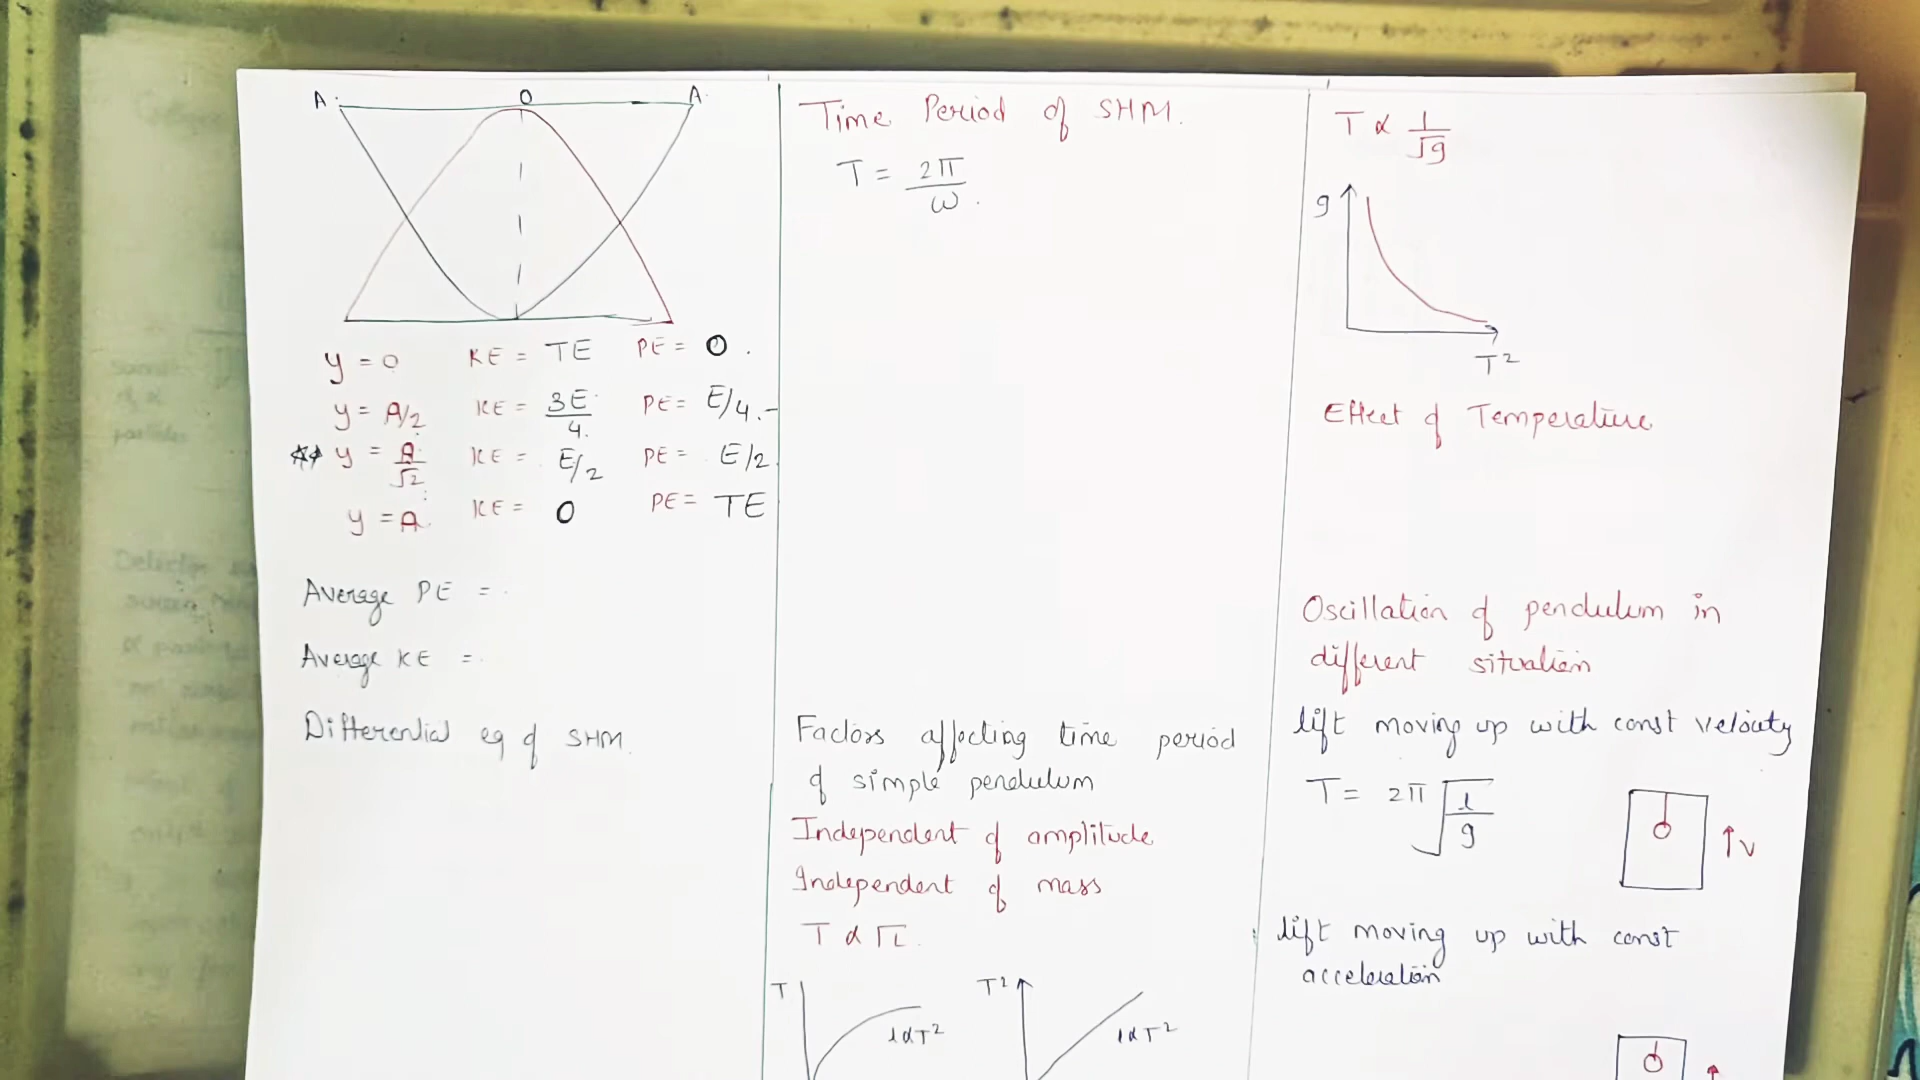 A O A
y = 0 KE = TE PE = 0.
y = A/2 KE = 3E/4. PE = E/4.-
** y = A/√2 KE = E/2 PE = E/2
y = A. KE = 0 PE = TE
Average PE =
Average KE =
Differential eq of SHM.
Time Period of SHM.
T = 2π/ω.
Factors affecting time period
of simple pendulum
Independent of amplitude
Independent of mass
T α √L.
T
lαT²
T²
lαT²
T α 1/√g
g
T²
Effect of Temperature
Oscillation of pendulum in
different situation
lift moving up with const velocity
T = 2π √l/g
↑v
lift moving up with const
acceleration